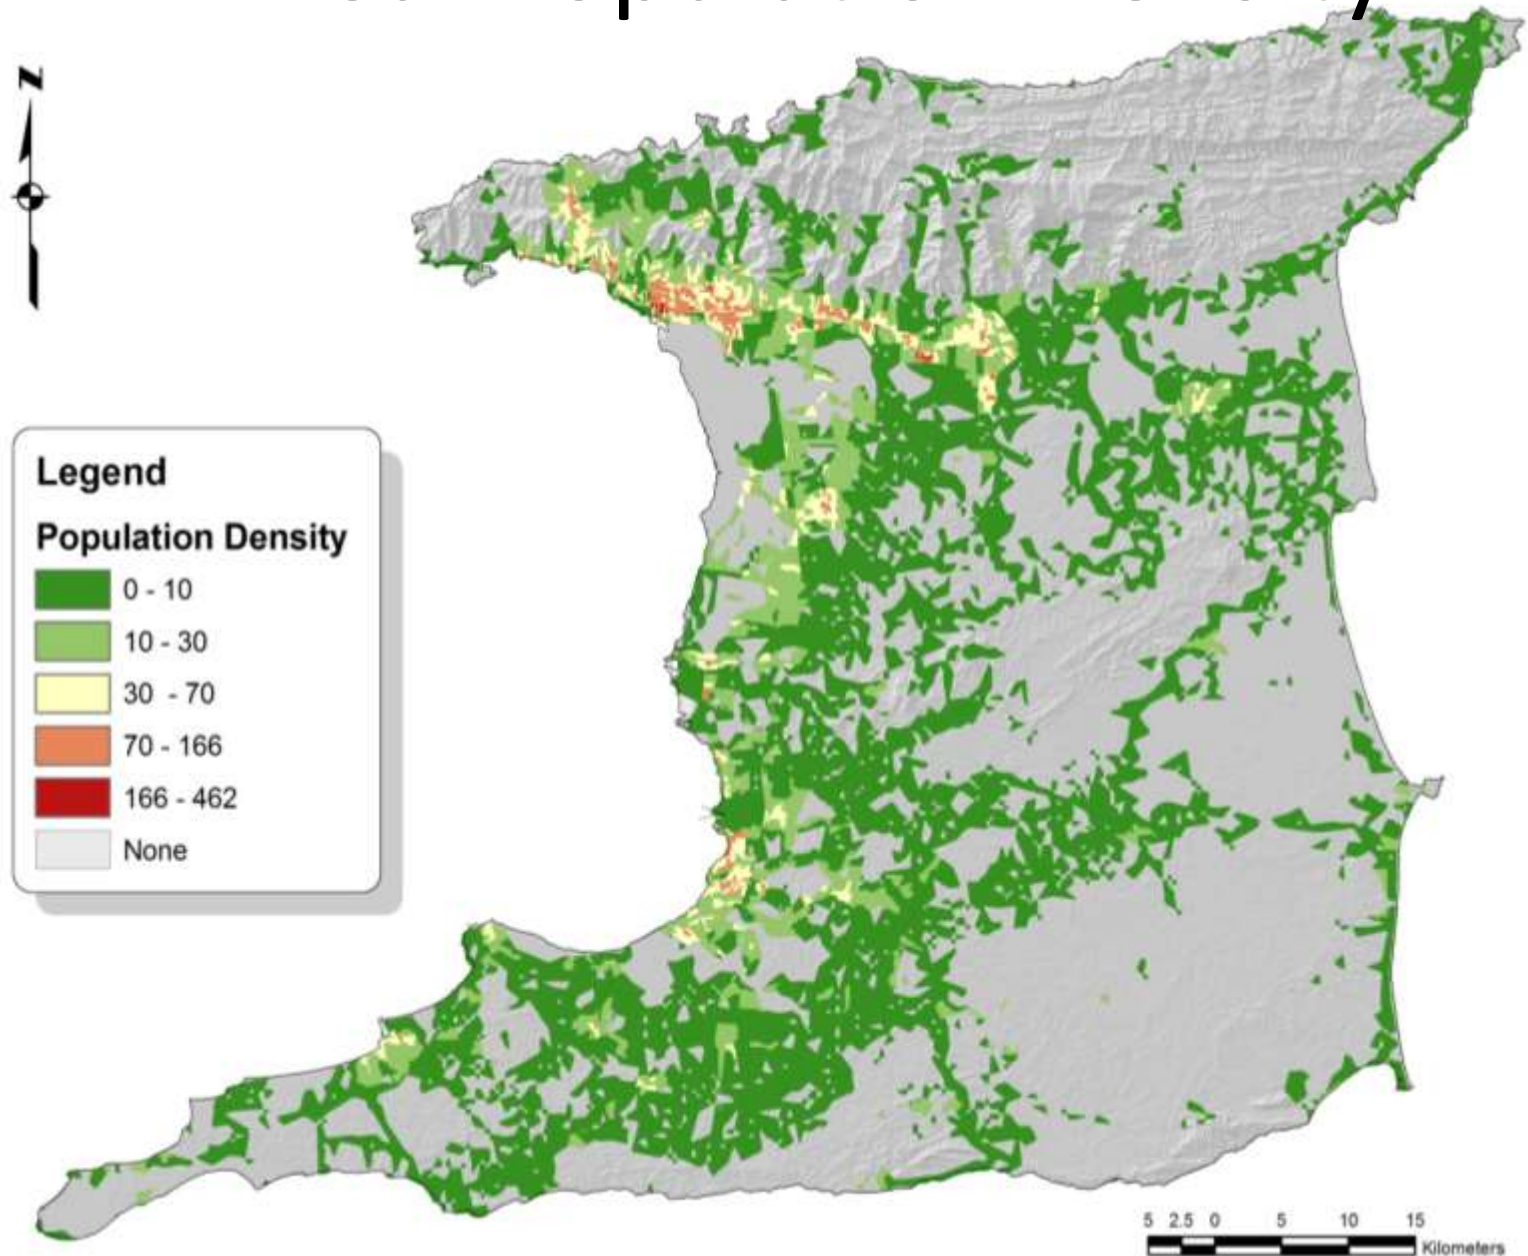 N
Legend
Population Density
0 - 10
10 - 30
30 - 70
70 - 166
166 - 462
None
5 2.5 0 5 10 15
Kilometers